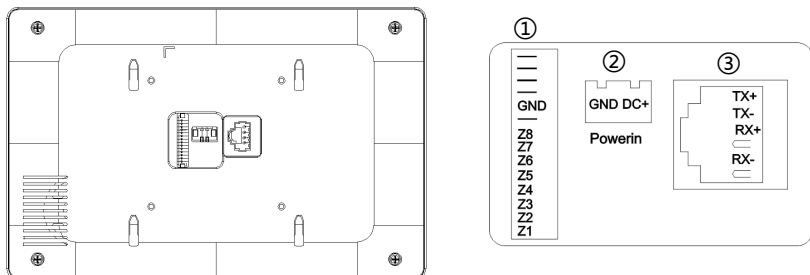 ①
②
③
GND
Z8
Z7
Z6
Z5
Z4
Z3
Z2
Z1
GND DC+
Powerin
TX+
TX-
RX+
RX-